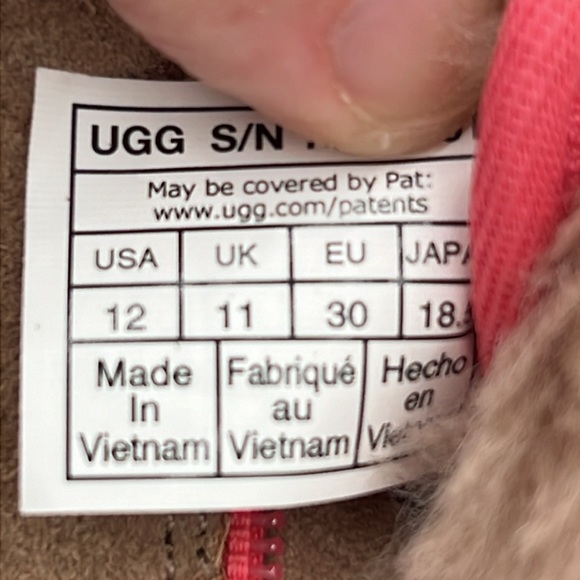 UGG S/N
May be covered by Pat:
www.ugg.com/patents
USA UK EU
12 11 30
Made Fabriqué Hecho
In au en
Vietnam Vietnam